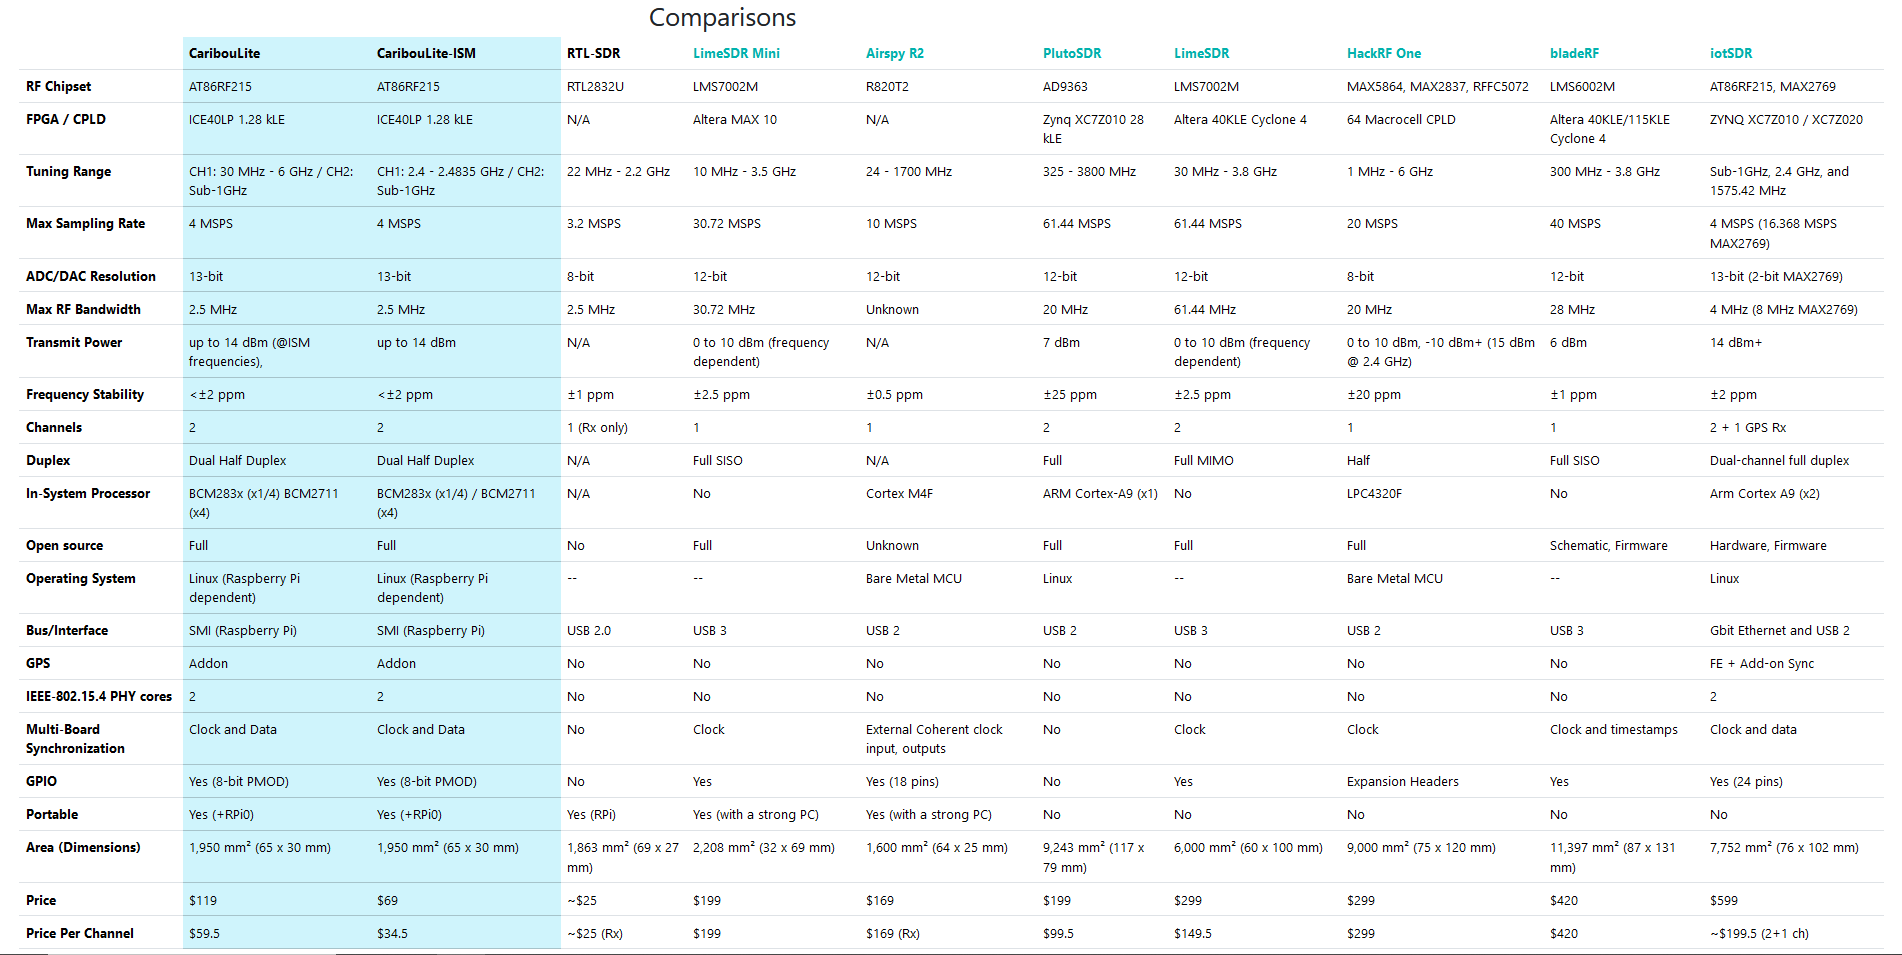 Comparisons
CaribouLite CaribouLite-ISM RTL-SDR LimeSDR Mini Airspy R2 PlutoSDR LimeSDR HackRF One bladeRF iotSDR
RF Chipset AT86RF215 AT86RF215 RTL2832U LMS7002M R820T2 AD9363 LMS7002M MAX5864, MAX2837, RFFC5072 LMS6002M AT86RF215, MAX2769
FPGA / CPLD ICE40LP 1.28 kLE ICE40LP 1.28 kLE N/A Altera MAX 10 N/A Zynq XC7Z010 28 Altera 40KLE Cyclone 4 64 Macrocell CPLD Altera 40KLE/115KLE ZYNQ XC7Z010 / XC7Z020
kLE Cyclone 4
Tuning Range CH1: 30 MHz - 6 GHz / CH2: CH1: 2.4 - 2.4835 GHz / CH2: 22 MHz - 2.2 GHz 10 MHz - 3.5 GHz 24 - 1700 MHz 325 - 3800 MHz 30 MHz - 3.8 GHz 1 MHz - 6 GHz 300 MHz - 3.8 GHz Sub-1GHz, 2.4 GHz, and
Sub-1GHz Sub-1GHz 1575.42 MHz
Max Sampling Rate 4 MSPS 4 MSPS 3.2 MSPS 30.72 MSPS 10 MSPS 61.44 MSPS 61.44 MSPS 20 MSPS 40 MSPS 4 MSPS (16.368 MSPS
MAX2769)
ADC/DAC Resolution 13-bit 13-bit 8-bit 12-bit 12-bit 12-bit 12-bit 8-bit 12-bit 13-bit (2-bit MAX2769)
Max RF Bandwidth 2.5 MHz 2.5 MHz 2.5 MHz 30.72 MHz Unknown 20 MHz 61.44 MHz 20 MHz 28 MHz 4 MHz (8 MHz MAX2769)
Transmit Power up to 14 dBm (@ISM up to 14 dBm N/A 0 to 10 dBm (frequency N/A 7 dBm 0 to 10 dBm (frequency 0 to 10 dBm, -10 dBm+ (15 dBm 6 dBm 14 dBm+
frequencies), dependent) dependent) @ 2.4 GHz)
Frequency Stability <±2 ppm <±2 ppm ±1 ppm ±2.5 ppm ±0.5 ppm ±25 ppm ±2.5 ppm ±20 ppm ±1 ppm ±2 ppm
Channels 2 2 1 (Rx only) 1 1 2 2 1 1 2 + 1 GPS Rx
Duplex Dual Half Duplex Dual Half Duplex N/A Full SISO N/A Full Full MIMO Half Full SISO Dual-channel full duplex
In-System Processor BCM283x (x1/4) BCM2711 BCM283x (x1/4) / BCM2711 N/A No Cortex M4F ARM Cortex-A9 (x1) No LPC4320F No Arm Cortex A9 (x2)
(x4) (x4)
Open source Full Full No Full Unknown Full Full Full Schematic, Firmware Hardware, Firmware
Operating System Linux (Raspberry Pi Linux (Raspberry Pi -- -- Bare Metal MCU Linux -- Bare Metal MCU -- Linux
dependent) dependent)
Bus/Interface SMI (Raspberry Pi) SMI (Raspberry Pi) USB 2.0 USB 3 USB 2 USB 2 USB 3 USB 2 USB 3 Gbit Ethernet and USB 2
GPS Addon Addon No No No No No No No FE + Add-on Sync
IEEE-802.15.4 PHY cores 2 2 No No No No No No No 2
Multi-Board Clock and Data Clock and Data No Clock External Coherent clock No Clock Clock Clock and timestamps Clock and data
Synchronization input, outputs
GPIO Yes (8-bit PMOD) Yes (8-bit PMOD) No Yes Yes (18 pins) No Yes Expansion Headers Yes Yes (24 pins)
Portable Yes (+RPi0) Yes (+RPi0) Yes (RPi) Yes (with a strong PC) Yes (with a strong PC) No No No No No
Area (Dimensions) 1,950 mm² (65 x 30 mm) 1,950 mm² (65 x 30 mm) 1,863 mm² (69 x 27 2,208 mm² (32 x 69 mm) 1,600 mm² (64 x 25 mm) 9,243 mm² (117 x 6,000 mm² (60 x 100 mm) 9,000 mm² (75 x 120 mm) 11,397 mm² (87 x 131 7,752 mm² (76 x 102 mm)
mm) 79 mm) mm)
Price $119 $69 ~$25 $199 $169 $199 $299 $299 $420 $599
Price Per Channel $59.5 $34.5 ~$25 (Rx) $199 $169 (Rx) $99.5 $149.5 $299 $420 ~$199.5 (2+1 ch)